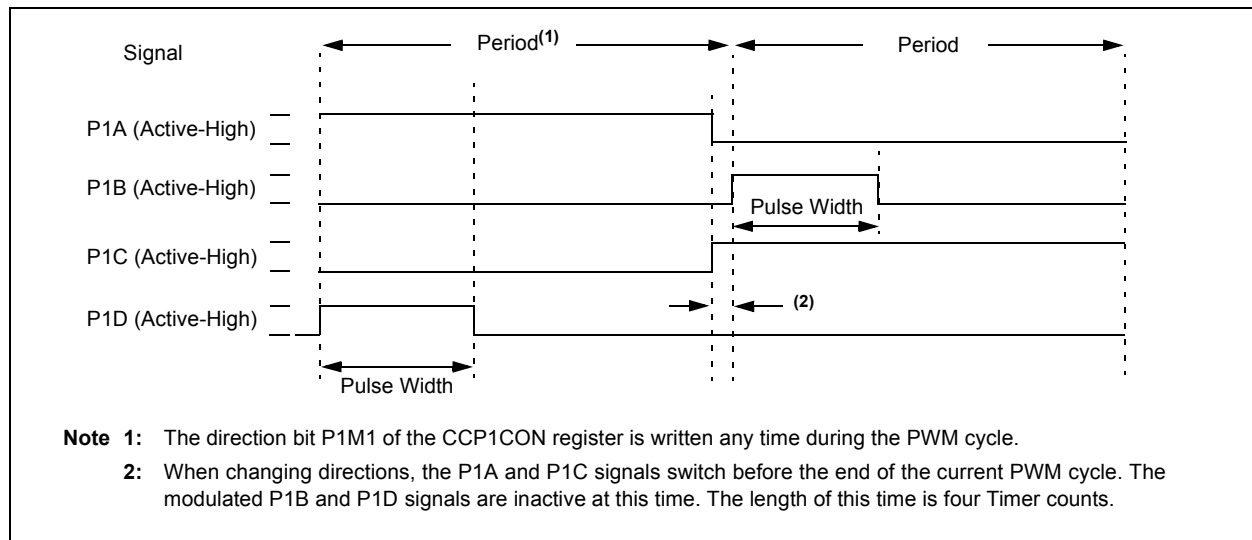 Signal
Period(1)
Period
P1A (Active-High)
P1B (Active-High)
Pulse Width
P1C (Active-High)
(2)
P1D (Active-High)
Pulse Width
Note 1: The direction bit P1M1 of the CCP1CON register is written any time during the PWM cycle.
2: When changing directions, the P1A and P1C signals switch before the end of the current PWM cycle. The
modulated P1B and P1D signals are inactive at this time. The length of this time is four Timer counts.